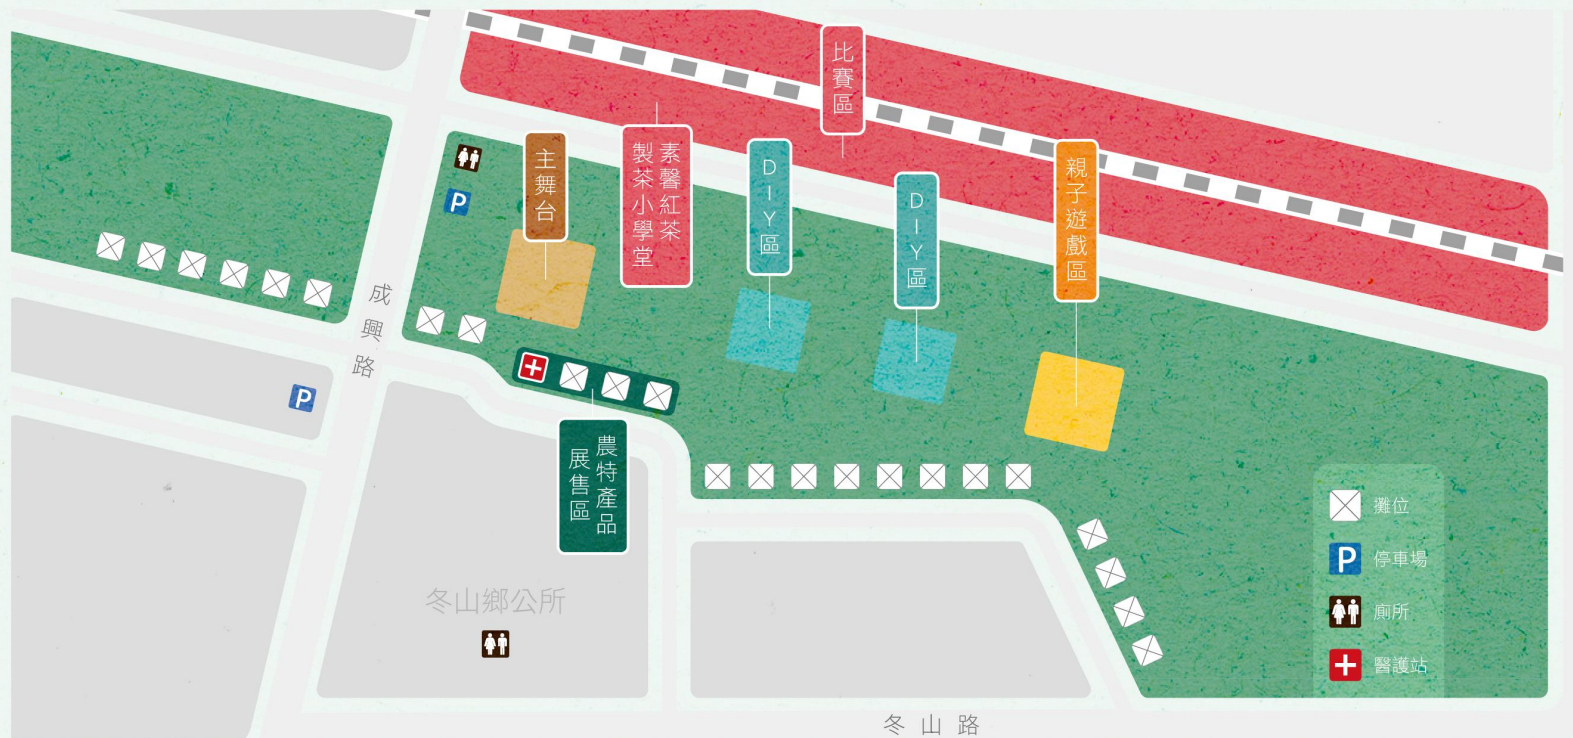 比賽區
主舞台
素馨紅茶
製茶小學堂
DIY區
DIY區
親子遊戲區
P
成興路
P
農特產品
展售區
冬山鄉公所
瀰位
P 停車場
廁所
醫護站
冬山路